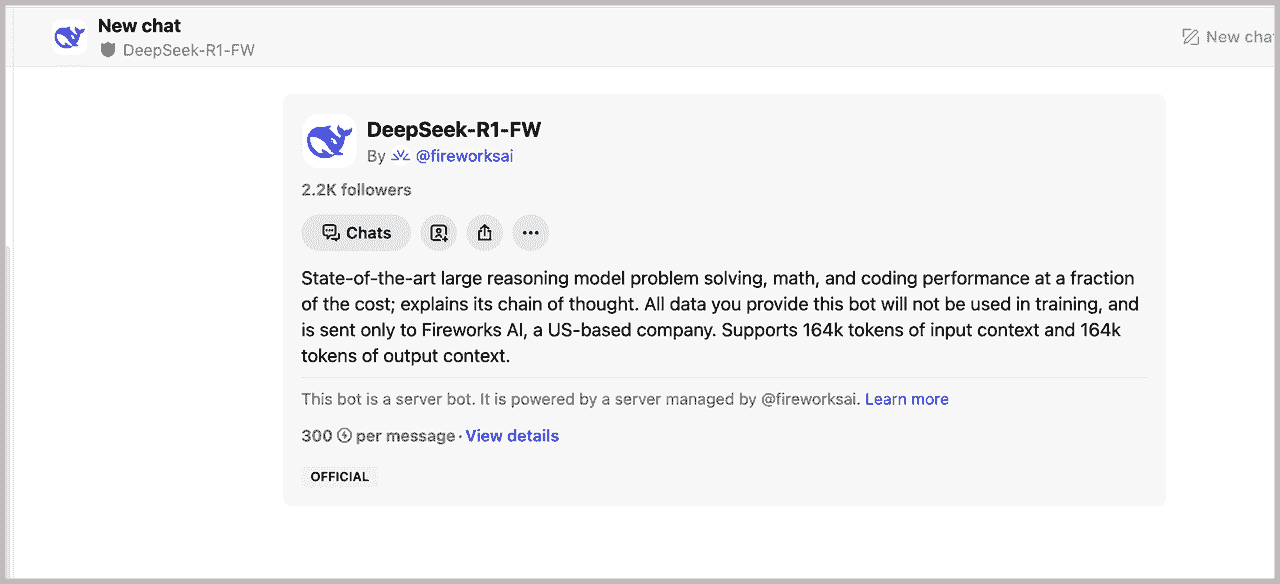 New chat
DeepSeek-R1-FW
New cha
DeepSeek-R1-FW
By @fireworksai
2.2K followers
Chats
State-of-the-art large reasoning model problem solving, math, and coding performance at a fraction
of the cost; explains its chain of thought. All data you provide this bot will not be used in training, and
is sent only to Fireworks AI, a US-based company. Supports 164k tokens of input context and 164k
tokens of output context.
This bot is a server bot. It is powered by a server managed by @fireworksai. Learn more
300 per message · View details
OFFICIAL